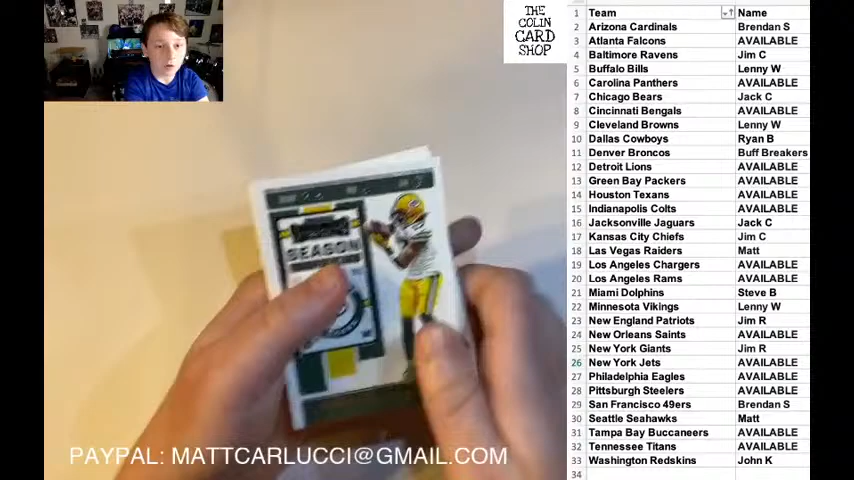 THE
COLIN
CARD
SHOP
SEASON
PAYPAL: MATTCARLUCCI@GMAIL.COM
1 Team Name
2 Arizona Cardinals Brendan S
3 Atlanta Falcons AVAILABLE
4 Baltimore Ravens Jim C
5 Buffalo Bills Lenny W
6 Carolina Panthers AVAILABLE
7 Chicago Bears Jack C
8 Cincinnati Bengals AVAILABLE
9 Cleveland Browns Lenny W
10 Dallas Cowboys Ryan B
11 Denver Broncos Buff Breakers
12 Detroit Lions AVAILABLE
13 Green Bay Packers AVAILABLE
14 Houston Texans AVAILABLE
15 Indianapolis Colts AVAILABLE
16 Jacksonville Jaguars Jack C
17 Kansas City Chiefs Jim C
18 Las Vegas Raiders Matt
19 Los Angeles Chargers AVAILABLE
20 Los Angeles Rams AVAILABLE
21 Miami Dolphins Steve B
22 Minnesota Vikings Lenny W
23 New England Patriots Jim R
24 New Orleans Saints AVAILABLE
25 New York Giants Jim R
26 New York Jets AVAILABLE
27 Philadelphia Eagles AVAILABLE
28 Pittsburgh Steelers AVAILABLE
29 San Francisco 49ers Brendan S
30 Seattle Seahawks Matt
31 Tampa Bay Buccaneers AVAILABLE
32 Tennessee Titans AVAILABLE
33 Washington Redskins John K
34